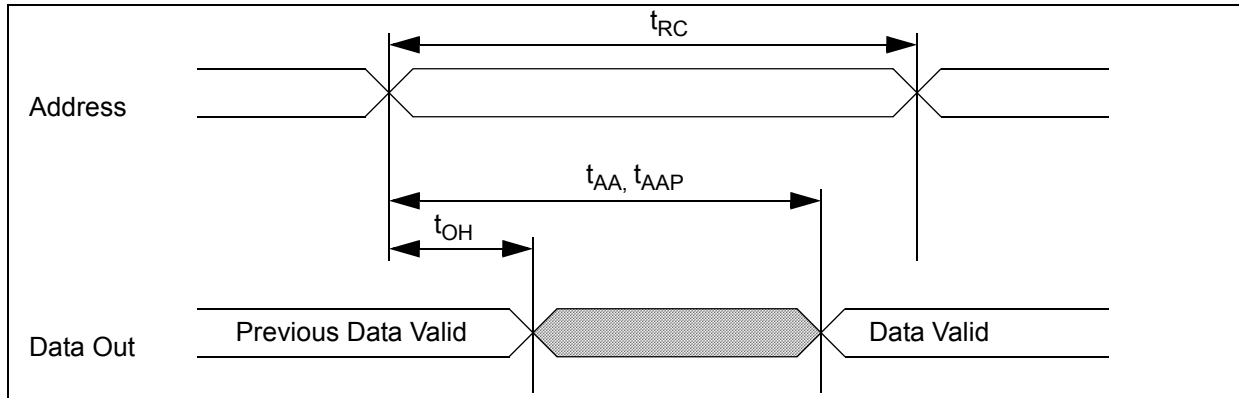 tRC
Address
tAA, tAAP
tOH
Previous Data Valid
Data Valid
Data Out